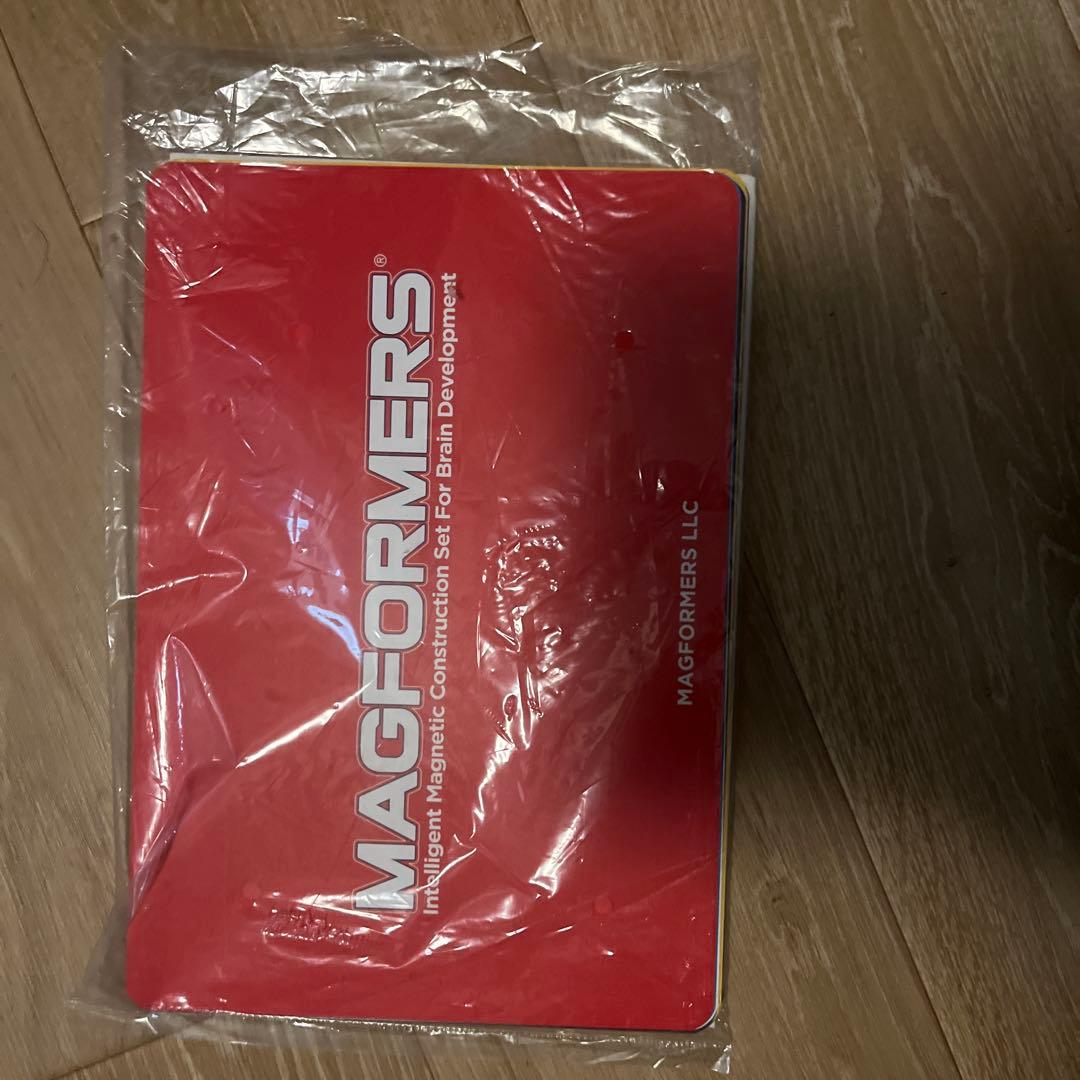 MAGFORMERS®
Intelligent Magnetic Construction Set For Brain Development
MAGFORMERS LLC